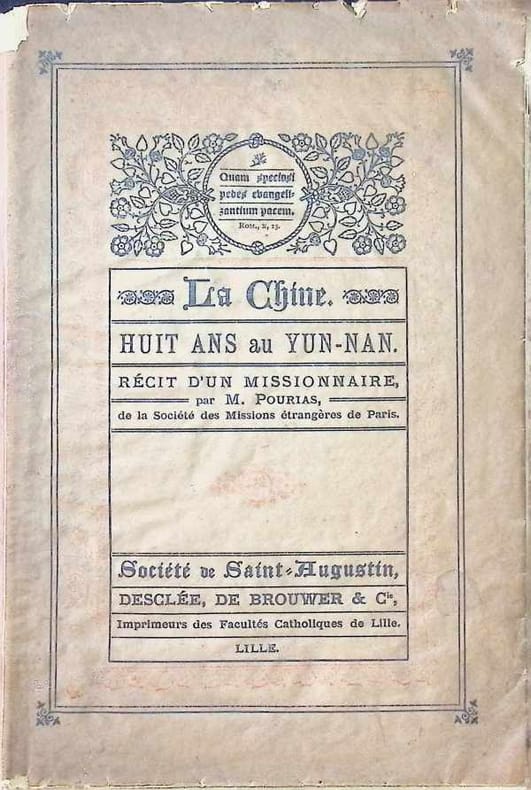 Quam speciosi
pedes evangeli-
zantium pacem.
ROM., X, 15.
La Chine.
HUIT ANS au YUN-NAN.
RÉCIT D'UN MISSIONNAIRE,
par M. POURIAS,
de la Société des Missions étrangères de Paris.
Société de Saint-Augustin,
DESCLÉE, DE BROUWER & Cie,
Imprimeurs des Facultés Catholiques de Lille.
LILLE.